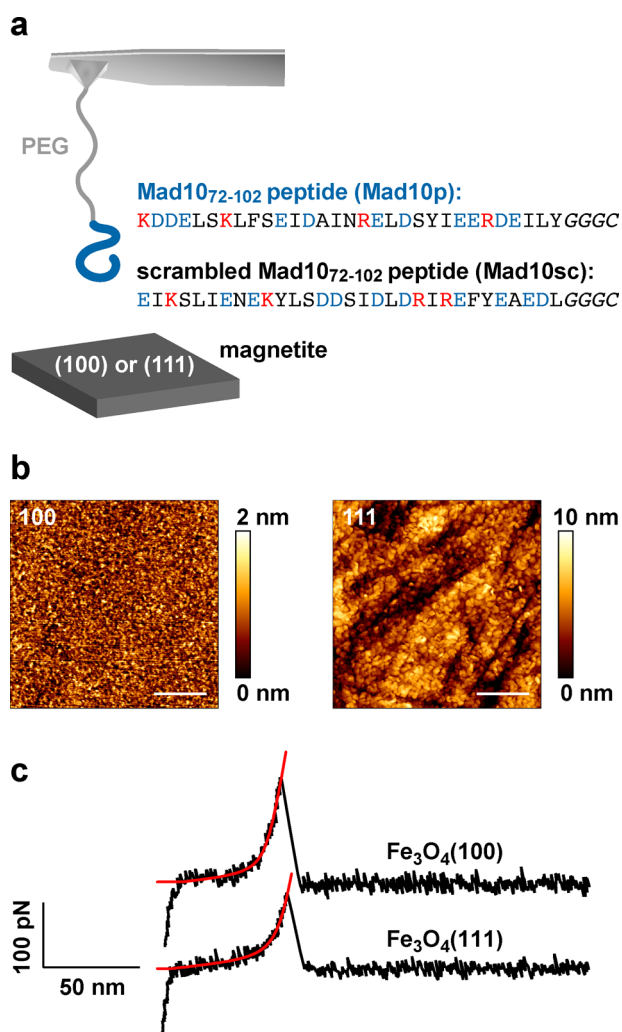 a
PEG
Mad10₇₂₋₁₀₂ peptide (Mad10p):
KDDELSKLFSEIDAINRELDSYIEERDEILYGGGC
scrambled Mad10₇₂₋₁₀₂ peptide (Mad10sc):
EIKSLIENEKYLSDDSIDLDRIREFYEAEDLGGGC
(100) or (111)
magnetite
b
100
2 nm
0 nm
111
10 nm
0 nm
c
Fe₃O₄(100)
Fe₃O₄(111)
100 pN
50 nm